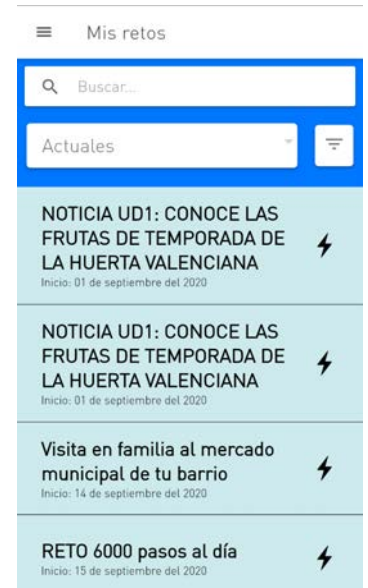 Mis retos
Buscar...
Actuales
NOTICIA UD1: CONOCE LAS
FRUTAS DE TEMPORADA DE
LA HUERTA VALENCIANA
Inicio: 01 de septiembre del 2020
NOTICIA UD1: CONOCE LAS
FRUTAS DE TEMPORADA DE
LA HUERTA VALENCIANA
Inicio: 01 de septiembre del 2020
Visita en familia al mercado
municipal de tu barrio
Inicio: 14 de septiembre del 2020
RETO 6000 pasos al día
Inicio: 15 de septiembre del 2020